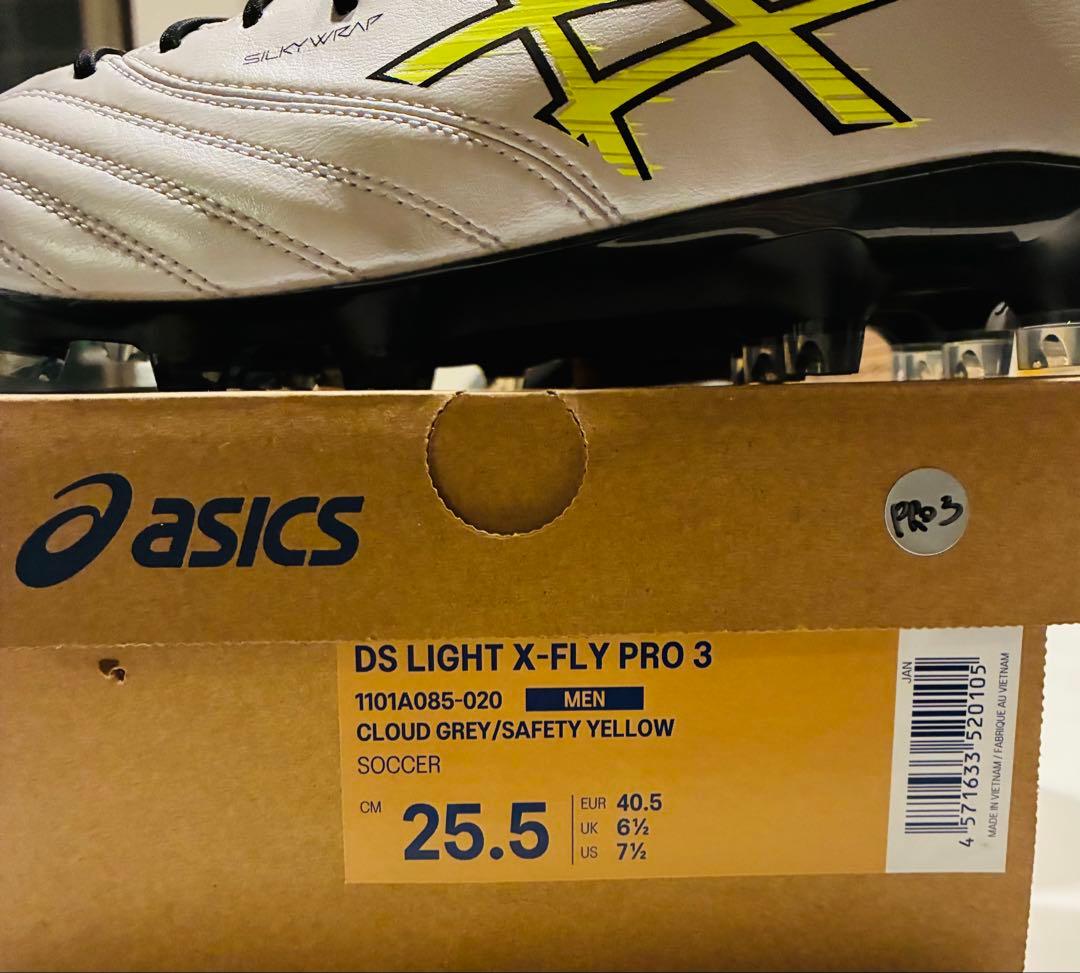 SILKYWRAP
asics
PRO 3
DS LIGHT X-FLY PRO 3
1101A085-020 MEN
CLOUD GREY/SAFETY YELLOW
SOCCER
CM 25.5
EUR 40.5
UK 6½
US 7½
JAN
4 571633 520105
MADE IN VIETNAM / FABRIQUE AU VIETNAM